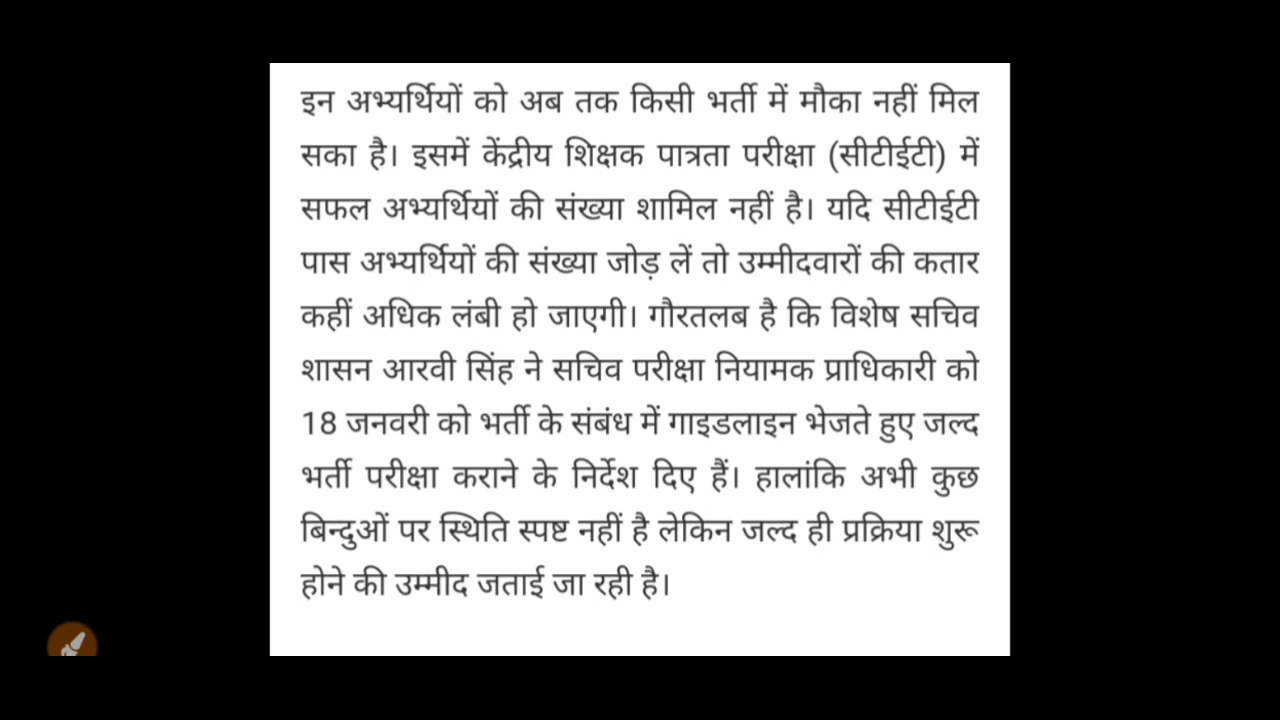 इन अभ्यर्थियों को अब तक किसी भर्ती में मौका नहीं मिल
सका है। इसमें केंद्रीय शिक्षक पात्रता परीक्षा (सीटीईटी) में
सफल अभ्यर्थियों की संख्या शामिल नहीं है। यदि सीटीईटी
पास अभ्यर्थियों की संख्या जोड़ लें तो उम्मीदवारों की कतार
कहीं अधिक लंबी हो जाएगी। गौरतलब है कि विशेष सचिव
शासन आरवी सिंह ने सचिव परीक्षा नियामक प्राधिकारी को
18 जनवरी को भर्ती के संबंध में गाइडलाइन भेजते हुए जल्द
भर्ती परीक्षा कराने के निर्देश दिए हैं। हालांकि अभी कुछ
बिन्दुओं पर स्थिति स्पष्ट नहीं है लेकिन जल्द ही प्रक्रिया शुरू
होने की उम्मीद जताई जा रही है।